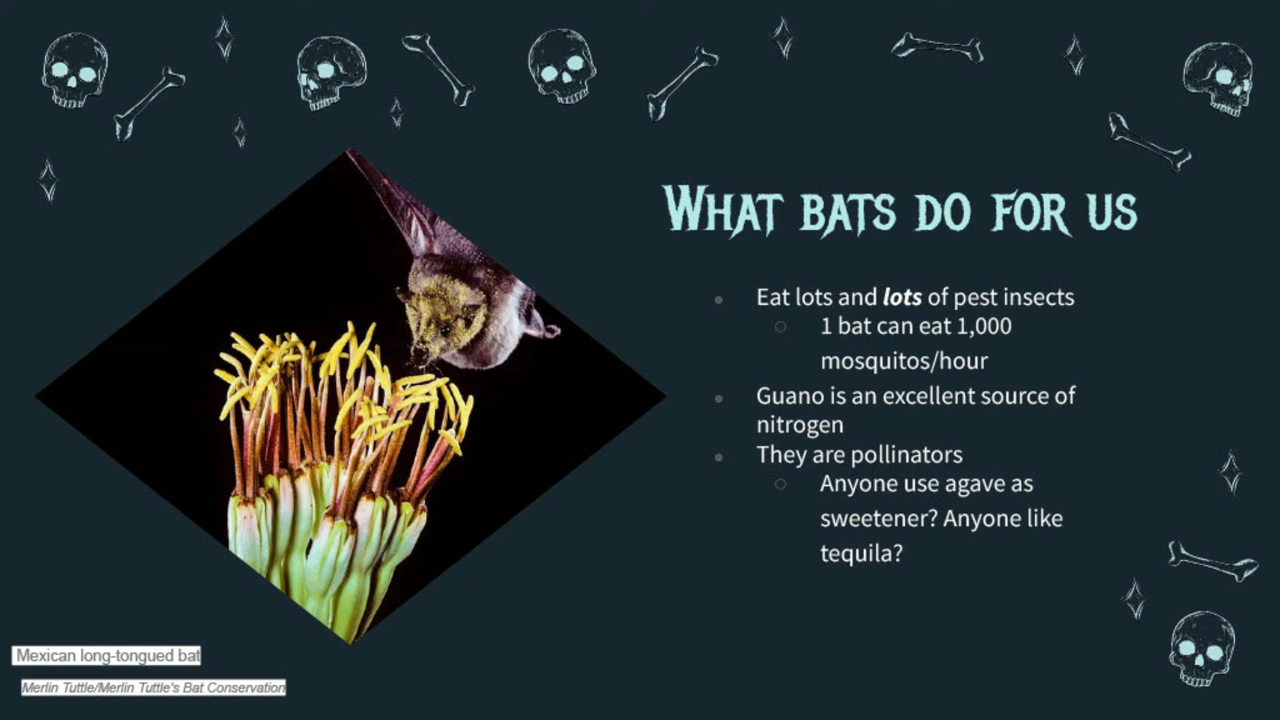 What bats do for us
Eat lots and lots of pest insects
1 bat can eat 1,000
mosquitos/hour
Guano is an excellent source of
nitrogen
They are pollinators
Anyone use agave as
sweetener? Anyone like
tequila?
Mexican long-tongued bat
Merlin Tuttle/Merlin Tuttle's Bat Conservation